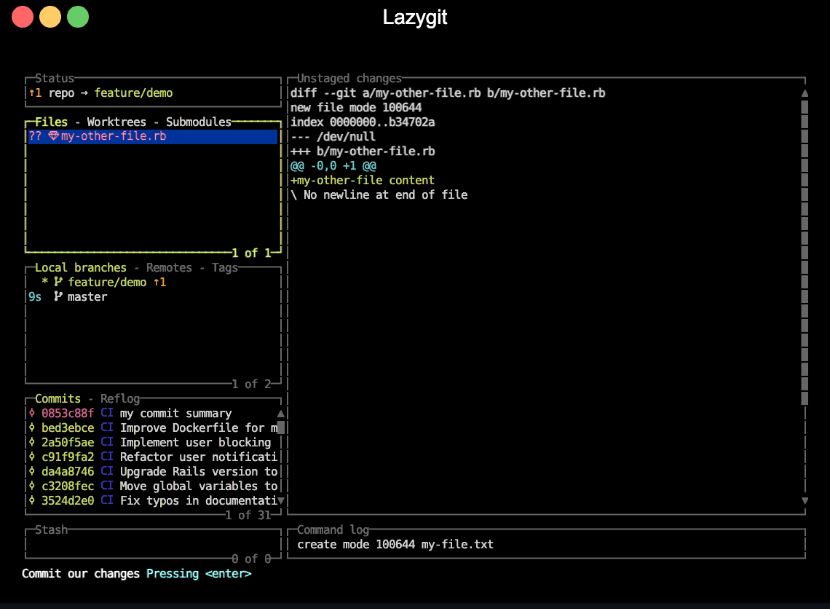 Lazygit
Status
↑1 repo → feature/demo
Files - Worktrees - Submodules
?? my-other-file.rb
1 of 1
Local branches - Remotes - Tags
* feature/demo ↑1
9s master
1 of 2
Commits - Reflog
0853c88f CI my commit summary
bed3ebce CI Improve Dockerfile for m
2a50f5ae CI Implement user blocking
c91f9fa2 CI Refactor user notificati
da4a8746 CI Upgrade Rails version to
c3208fec CI Move global variables to
3524d2e0 CI Fix typos in documentati
1 of 31
Stash
0 of 0
Unstaged changes
diff --git a/my-other-file.rb b/my-other-file.rb
new file mode 100644
index 0000000..b34702a
--- /dev/null
+++ b/my-other-file.rb
@@ -0,0 +1 @@
+my-other-file content
\ No newline at end of file
Command log
create mode 100644 my-file.txt
Commit our changes Pressing <enter>